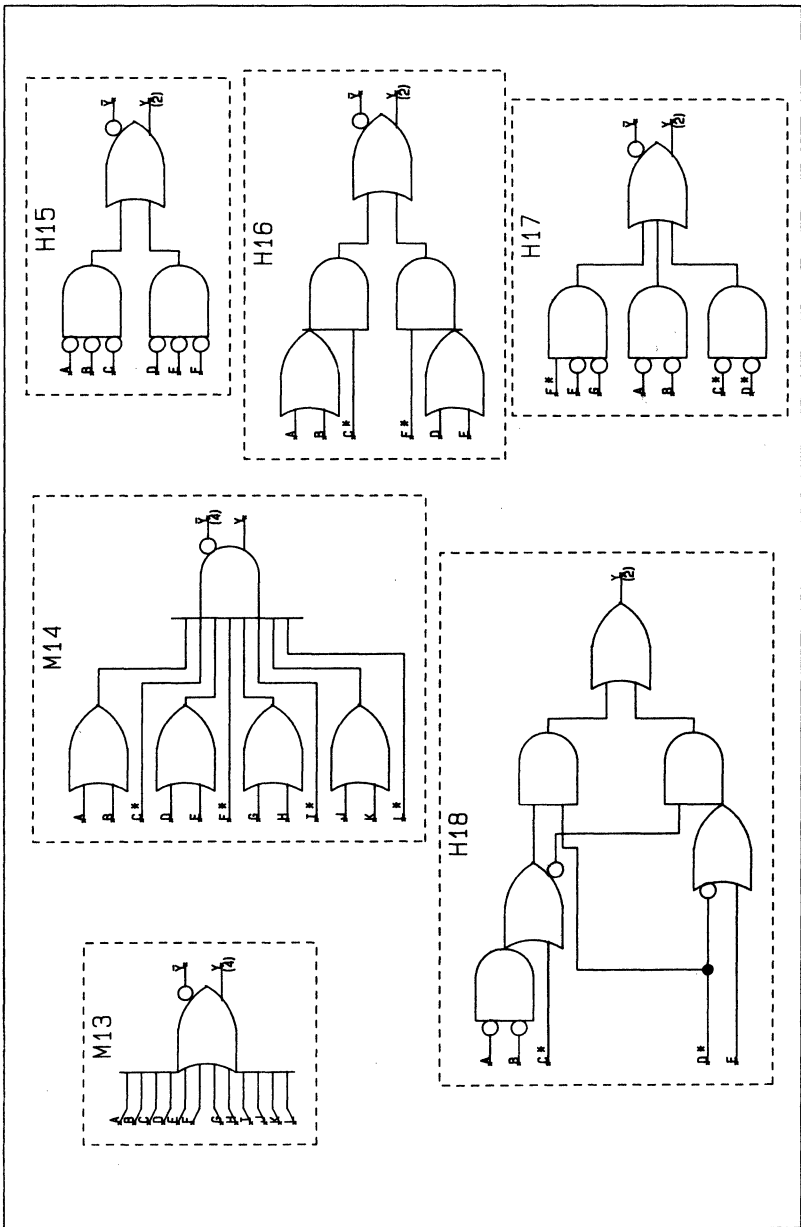 H15
A
B
C
D
E
F
Y̅
Y
(2)
H16
A
B
C*
F*
D
E
Y̅
Y
(2)
H17
F*
E
G
A
B
C*
D*
Y̅
Y
(2)
M14
A
B
C*
D
E
F*
G
H
I*
J
K
L*
Y̅
(4)
Y
H18
A
B
C*
D*
E
Y
(2)
M13
A
B
C
D
E
F
G
H
I
J
K
L
Y̅
Y
(4)